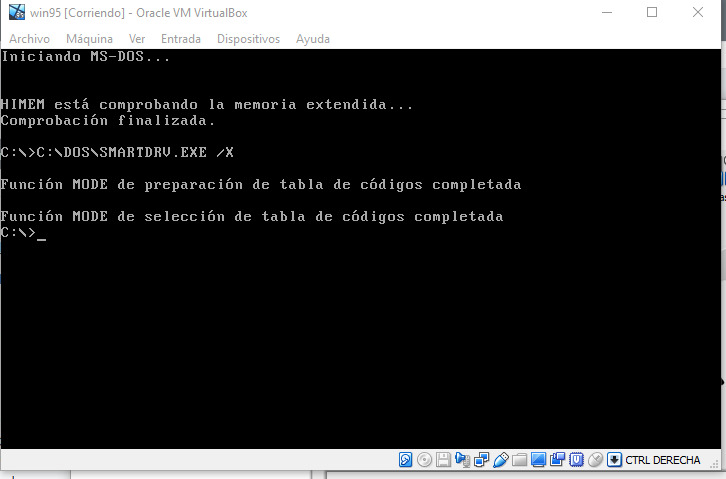 win95 [Corriendo] - Oracle VM VirtualBox
Archivo Máquina Ver Entrada Dispositivos Ayuda
Iniciando MS-DOS...
HIMEM está comprobando la memoria extendida...
Comprobación finalizada.
C:\>C:\DOS\SMARTDRV.EXE /X
Función MODE de preparación de tabla de códigos completada
Función MODE de selección de tabla de códigos completada
C:\>_
CTRL DERECHA